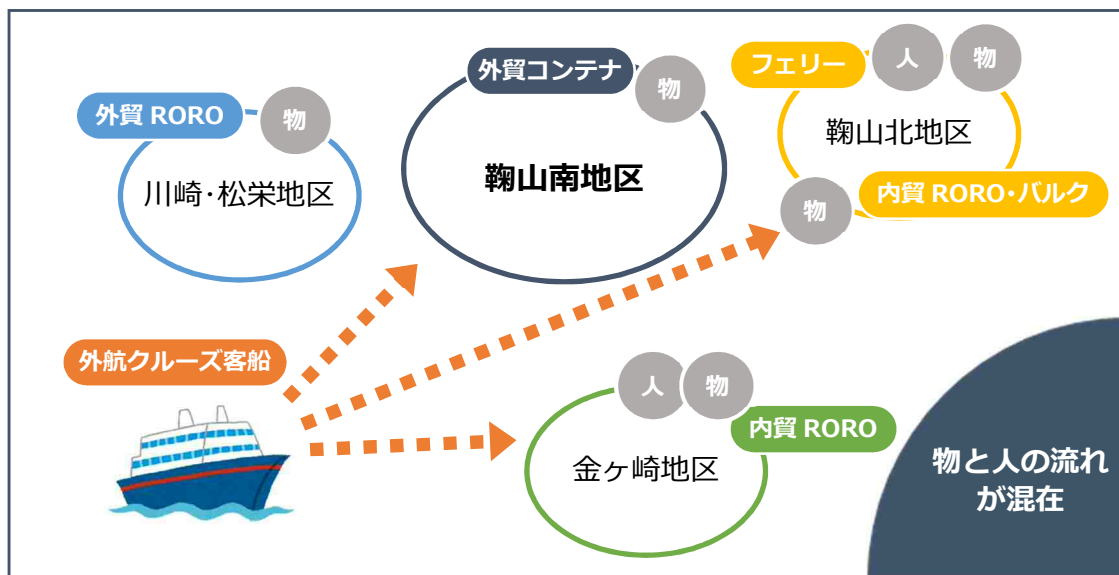 外貿 RORO
物
川崎・松栄地区
外貿コンテナ
物
鞠山南地区
フェリー
人
物
鞠山北地区
物
内貿 RORO・バルク
外航クルーズ客船
人
物
内貿 RORO
金ヶ崎地区
物と人の流れ
が混在